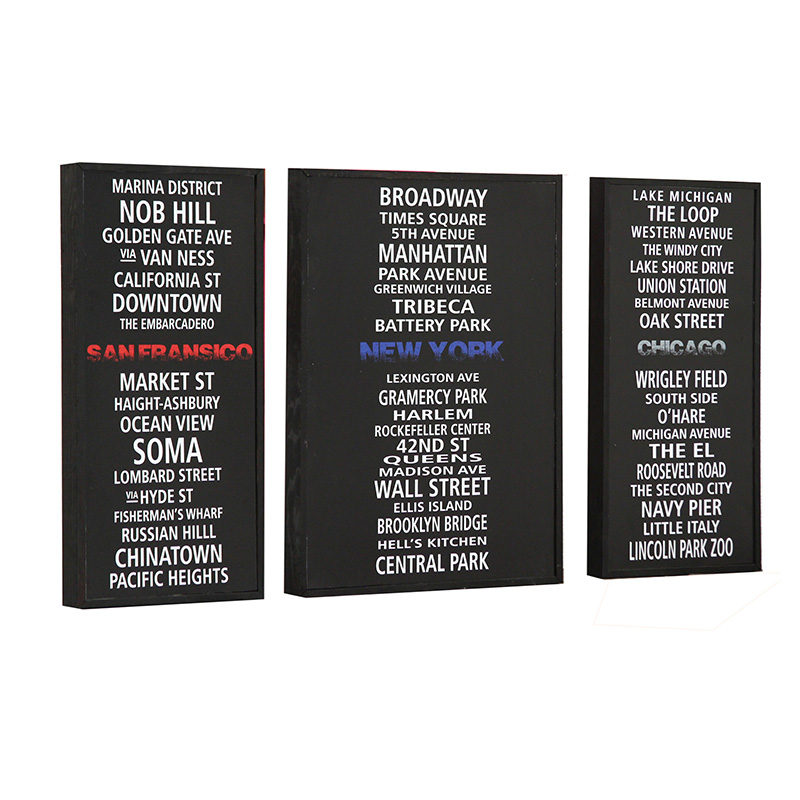 MARINA DISTRICT
NOB HILL
GOLDEN GATE AVE
VIA VAN NESS
CALIFORNIA ST
DOWNTOWN
THE EMBARCADERO
SAN FRANSICO
MARKET ST
HAIGHT-ASHBURY
OCEAN VIEW
SOMA
LOMBARD STREET
VIA HYDE ST
FISHERMAN'S WHARF
RUSSIAN HILLL
CHINATOWN
PACIFIC HEIGHTS
BROADWAY
TIMES SQUARE
5TH AVENUE
MANHATTAN
PARK AVENUE
GREENWICH VILLAGE
TRIBECA
BATTERY PARK
NEW YORK
LEXINGTON AVE
GRAMERCY PARK
HARLEM
ROCKEFELLER CENTER
42ND ST
QUEENS
MADISON AVE
WALL STREET
ELLIS ISLAND
BROOKLYN BRIDGE
HELL'S KITCHEN
CENTRAL PARK
LAKE MICHIGAN
THE LOOP
WESTERN AVENUE
THE WINDY CITY
LAKE SHORE DRIVE
UNION STATION
BELMONT AVENUE
OAK STREET
CHICAGO
WRIGLEY FIELD
SOUTH SIDE
O'HARE
MICHIGAN AVENUE
THE EL
ROOSEVELT ROAD
THE SECOND CITY
NAVY PIER
LITTLE ITALY
LINCOLN PARK ZOO